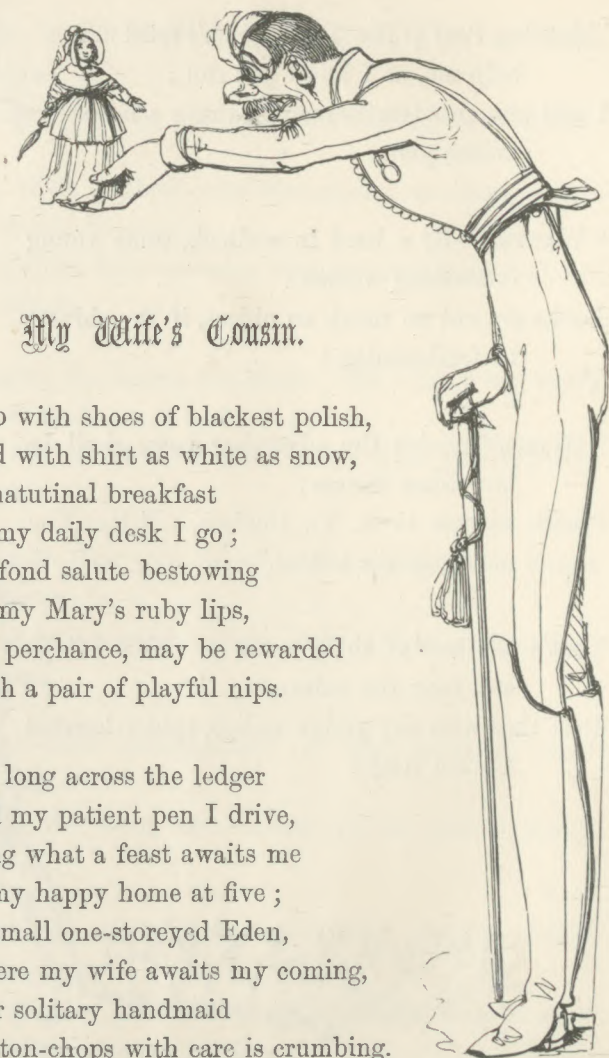 My Wife's Cousin.
o with shoes of blackest polish,
d with shirt as white as snow,
natutinal breakfast
my daily desk I go ;
fond salute bestowing
my Mary's ruby lips,
perchance, may be rewarded
h a pair of playful nips.
long across the ledger
my patient pen I drive,
g what a feast awaits me
ny happy home at five ;
mall one-storeyed Eden,
ere my wife awaits my coming,
r solitary handmaid
ton-chops with care is crumbing.